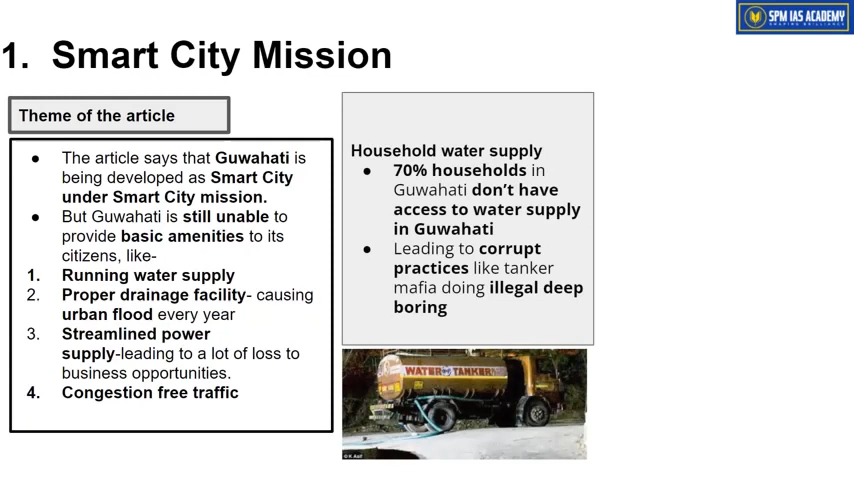 SPM IAS ACADEMY
SHAPING BRILLIANCE
1. Smart City Mission
Theme of the article
● The article says that Guwahati is
being developed as Smart City
under Smart City mission.
● But Guwahati is still unable to
provide basic amenities to its
citizens, like-
1. Running water supply
2. Proper drainage facility- causing
urban flood every year
3. Streamlined power
supply-leading to a lot of loss to
business opportunities.
4. Congestion free traffic
Household water supply
● 70% households in
Guwahati don’t have
access to water supply
in Guwahati
● Leading to corrupt
practices like tanker
mafia doing illegal deep
boring
WATER TANKER
© K Asif